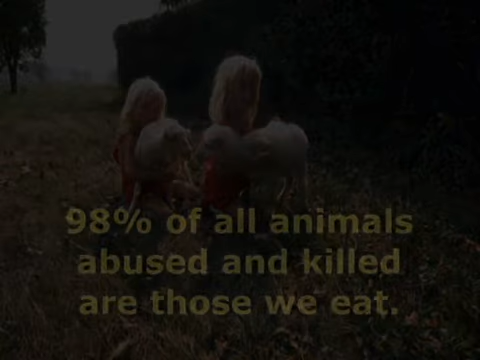 98% of all animals
abused and killed
are those we eat.